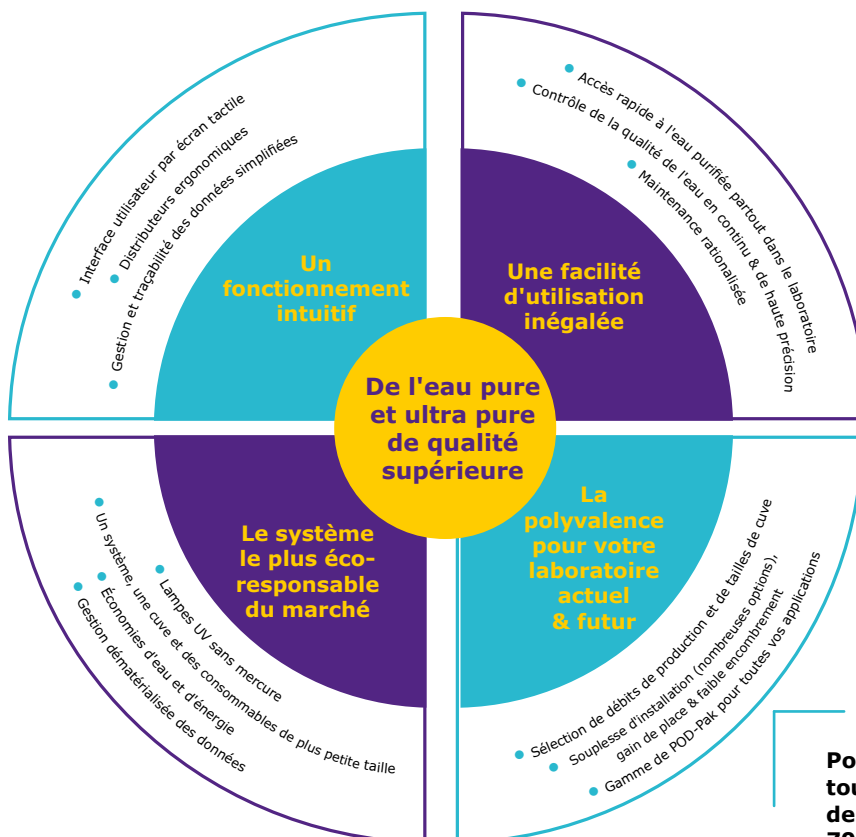 Interface utilisateur par écran tactile
Distributeurs ergonomiques
Gestion et traçabilité des données simplifiées
Un
fonctionnement
intuitif
Accès rapide à l'eau purifiée partout dans le laboratoire
Contrôle de la qualité de l'eau en continu & de haute précision
Maintenance rationalisée
Une facilité
d'utilisation
inégalée
De l'eau pure
et ultra pure
de qualité
supérieure
Le système
le plus éco-
responsable
du marché
Lampes UV sans mercure
Un système, une cuve et des consommables de plus petite taille
Économies d'eau et d'énergie
Gestion dématérialisée des données
La
polyvalence
pour votre
laboratoire
actuel
& futur
Sélection de débits de production et de tailles de cuve
Souplesse d'installation (nombreuses options),
gain de place & faible encombrement
Gamme de POD-Pak pour toutes vos applications
Po
tou
de